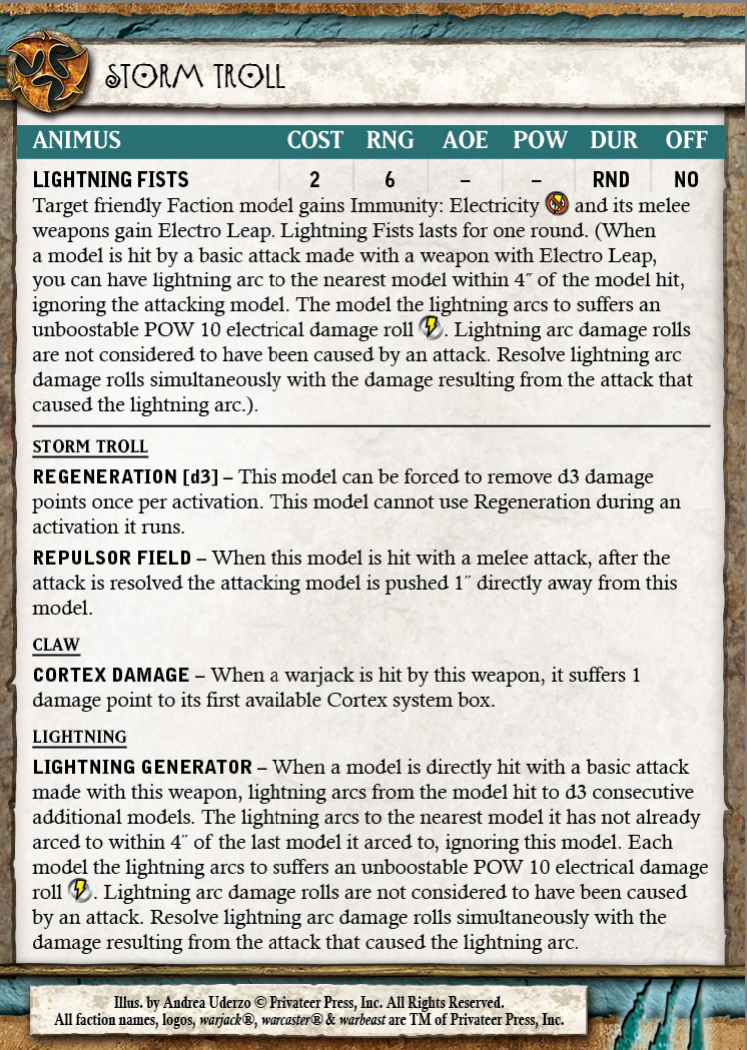 STORM TROLL
ANIMUS COST RNG AOE POW DUR OFF
LIGHTNING FISTS 2 6 – – RND NO
Target friendly Faction model gains Immunity: Electricity and its melee
weapons gain Electro Leap. Lightning Fists lasts for one round. (When
a model is hit by a basic attack made with a weapon with Electro Leap,
you can have lightning arc to the nearest model within 4˝ of the model hit,
ignoring the attacking model. The model the lightning arcs to suffers an
unboostable POW 10 electrical damage roll . Lightning arc damage rolls
are not considered to have been caused by an attack. Resolve lightning arc
damage rolls simultaneously with the damage resulting from the attack that
caused the lightning arc.).
STORM TROLL
REGENERATION [d3] – This model can be forced to remove d3 damage
points once per activation. This model cannot use Regeneration during an
activation it runs.
REPULSOR FIELD – When this model is hit with a melee attack, after the
attack is resolved the attacking model is pushed 1˝ directly away from this
model.
CLAW
CORTEX DAMAGE – When a warjack is hit by this weapon, it suffers 1
damage point to its first available Cortex system box.
LIGHTNING
LIGHTNING GENERATOR – When a model is directly hit with a basic attack
made with this weapon, lightning arcs from the model hit to d3 consecutive
additional models. The lightning arcs to the nearest model it has not already
arced to within 4˝ of the last model it arced to, ignoring this model. Each
model the lightning arcs to suffers an unboostable POW 10 electrical damage
roll . Lightning arc damage rolls are not considered to have been caused
by an attack. Resolve lightning arc damage rolls simultaneously with the
damage resulting from the attack that caused the lightning arc.
Illus. by Andrea Uderzo © Privateer Press, Inc. All Rights Reserved.
All faction names, logos, warjack®, warcaster® & warbeast are TM of Privateer Press, Inc.